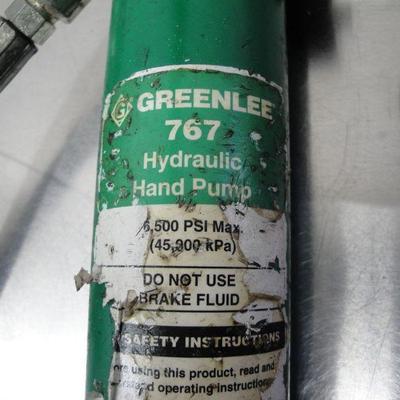 G GREENLEE
767
Hydraulic
Hand Pump
6,500 PSI Max.
(45,000 kPa)
DO NOT USE
BRAKE FLUID
SAFETY INSTRUCTIONS
using this product, read and
operating instruction